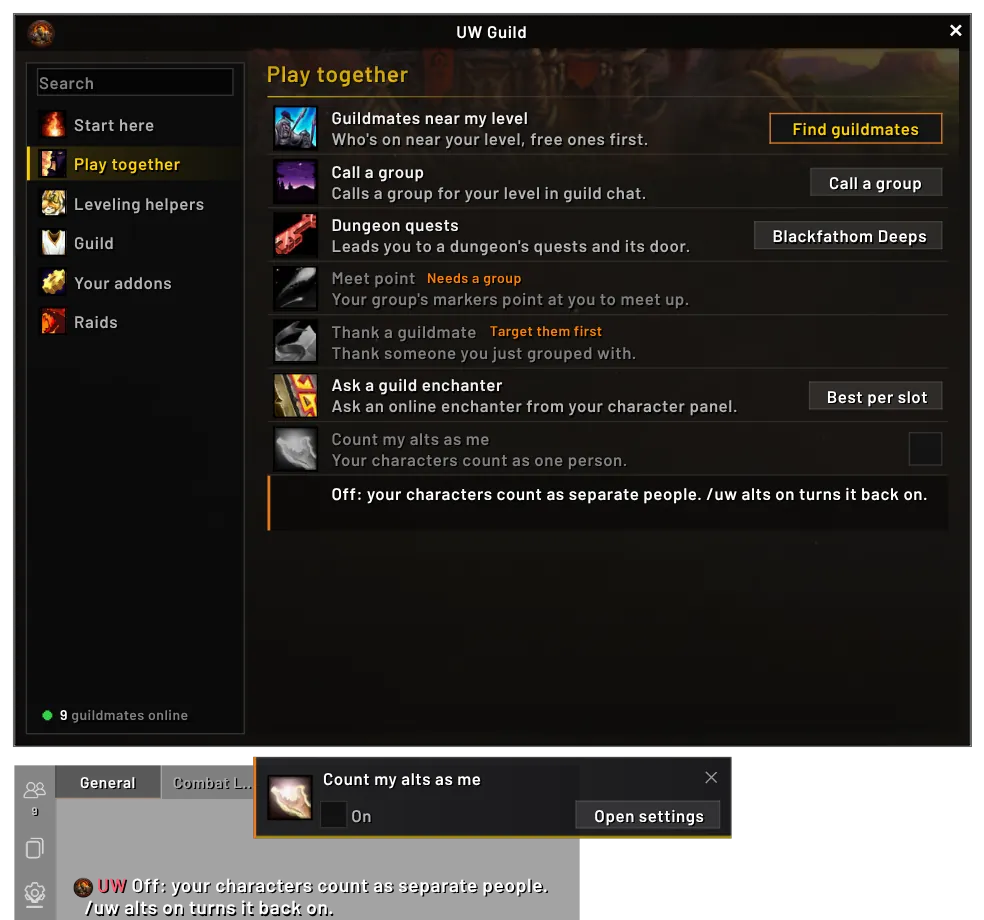 UW Guild
Search
Start here
Play together
Leveling helpers
Guild
Your addons
Raids
9 guildmates online
Play together
Guildmates near my level
Who's on near your level, free ones first.
Find guildmates
Call a group
Calls a group for your level in guild chat.
Call a group
Dungeon quests
Leads you to a dungeon's quests and its door.
Blackfathom Deeps
Meet point Needs a group
Your group's markers point at you to meet up.
Thank a guildmate Target them first
Thank someone you just grouped with.
Ask a guild enchanter
Ask an online enchanter from your character panel.
Best per slot
Count my alts as me
Your characters count as one person.
Off: your characters count as separate people. /uw alts on turns it back on.
9
General
Combat L...
Count my alts as me
On
Open settings
UW Off: your characters count as separate people.
/uw alts on turns it back on.